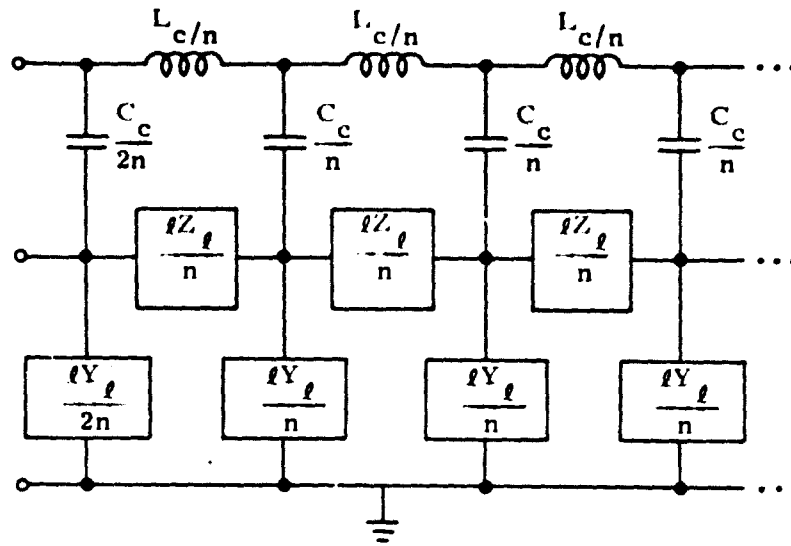 L c/n L c/n L c/n
C c C c C c C c
2n n n n
ℓZ ℓ ℓZ ℓ ℓZ ℓ
n n n
ℓY ℓ ℓY ℓ ℓY ℓ ℓY ℓ
2n n n n